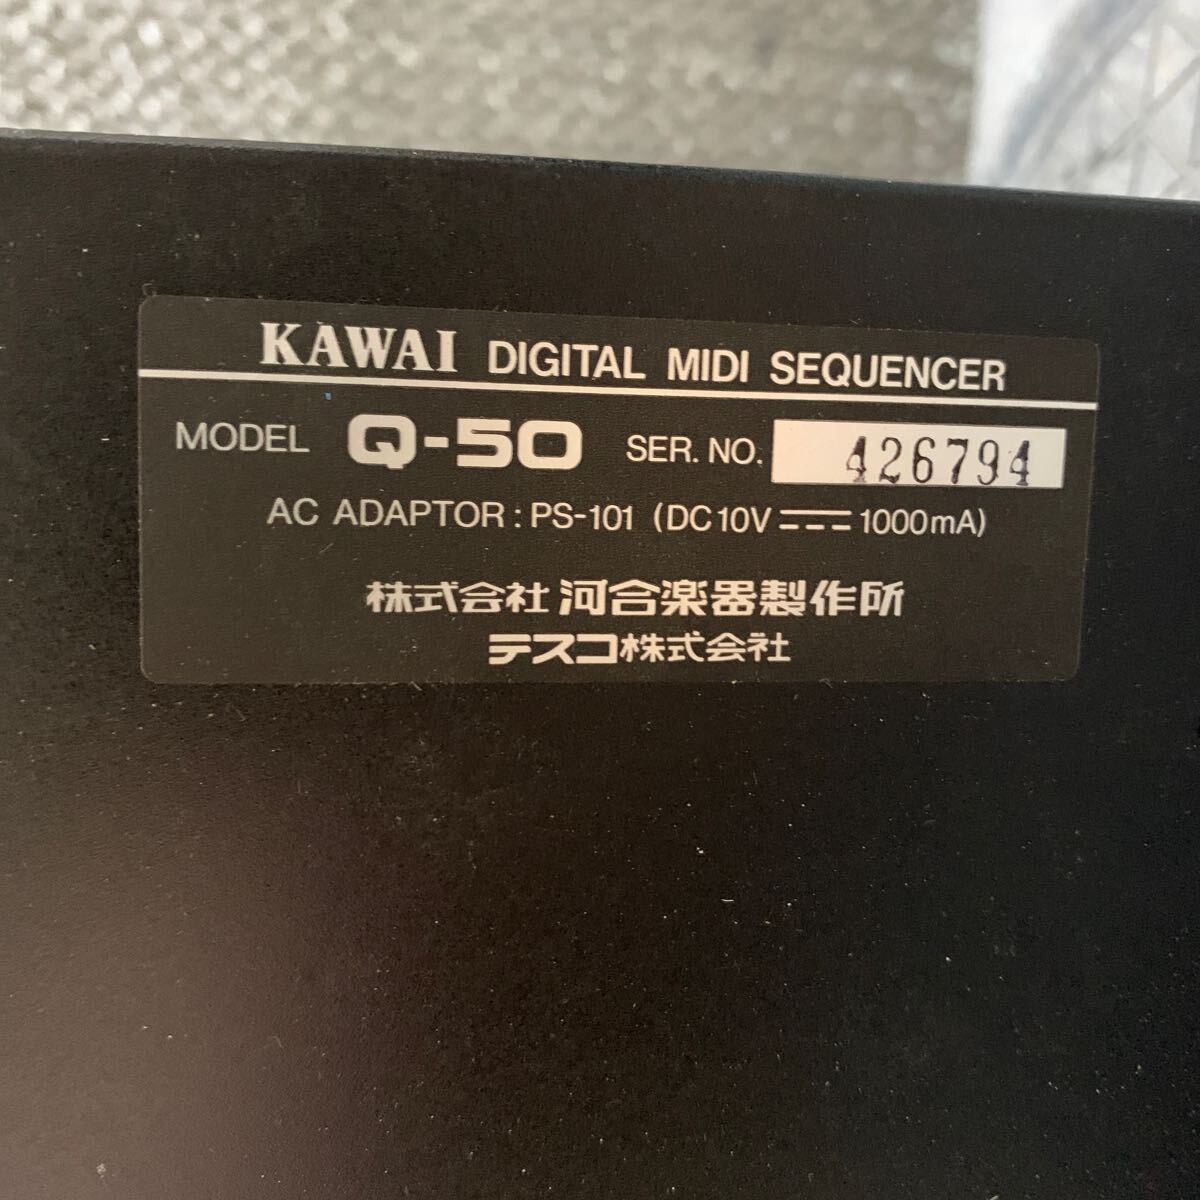 KAWAI DIGITAL MIDI SEQUENCER
MODEL Q-50 SER. NO. 426794
AC ADAPTOR : PS-101 (DC10V ⎓ 1000mA)
株式会社 河合楽器製作所
テスコ株式会社